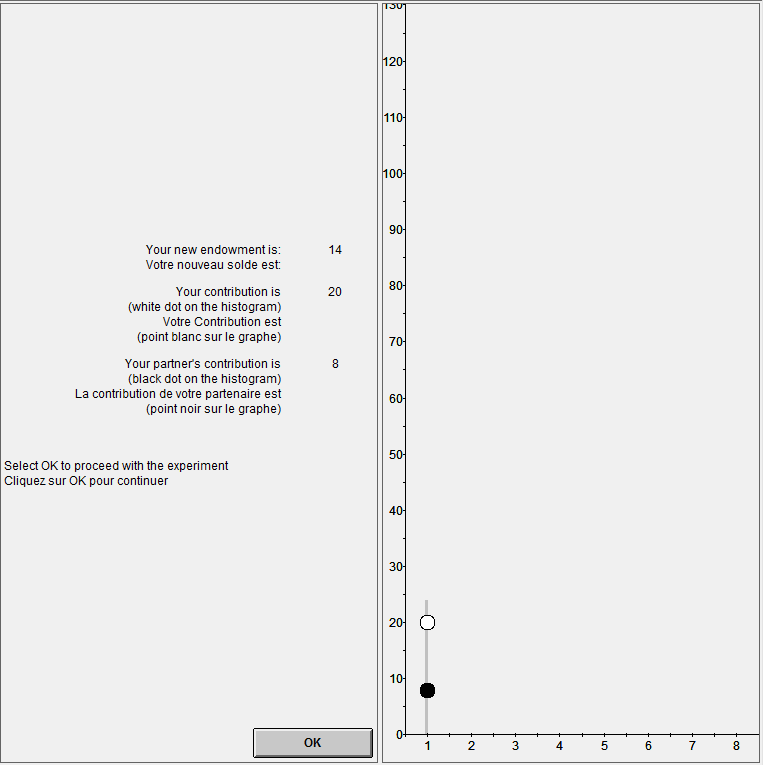 Your new endowment is: 14
Votre nouveau solde est:
Your contribution is 20
(white dot on the histogram)
Votre Contribution est
(point blanc sur le graphe)
Your partner's contribution is 8
(black dot on the histogram)
La contribution de votre partenaire est
(point noir sur le graphe)
Select OK to proceed with the experiment
Cliquez sur OK pour continuer
OK
130
120
110
100
90
80
70
60
50
40
30
20
10
0
1 2 3 4 5 6 7 8